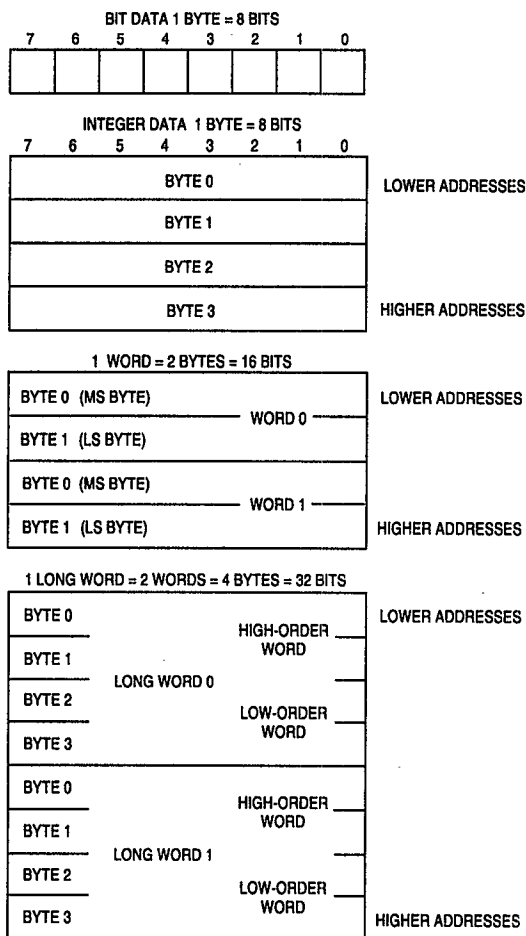 BIT DATA 1 BYTE = 8 BITS
7 6 5 4 3 2 1 0
INTEGER DATA 1 BYTE = 8 BITS
7 6 5 4 3 2 1 0
BYTE 0 LOWER ADDRESSES
BYTE 1
BYTE 2
BYTE 3 HIGHER ADDRESSES
1 WORD = 2 BYTES = 16 BITS
BYTE 0 (MS BYTE) LOWER ADDRESSES
WORD 0
BYTE 1 (LS BYTE)
BYTE 0 (MS BYTE)
WORD 1
BYTE 1 (LS BYTE) HIGHER ADDRESSES
1 LONG WORD = 2 WORDS = 4 BYTES = 32 BITS
BYTE 0 LOWER ADDRESSES
HIGH-ORDER
WORD
BYTE 1
LONG WORD 0
BYTE 2
LOW-ORDER
WORD
BYTE 3
BYTE 0
HIGH-ORDER
WORD
BYTE 1
LONG WORD 1
BYTE 2
LOW-ORDER
WORD
BYTE 3 HIGHER ADDRESSES